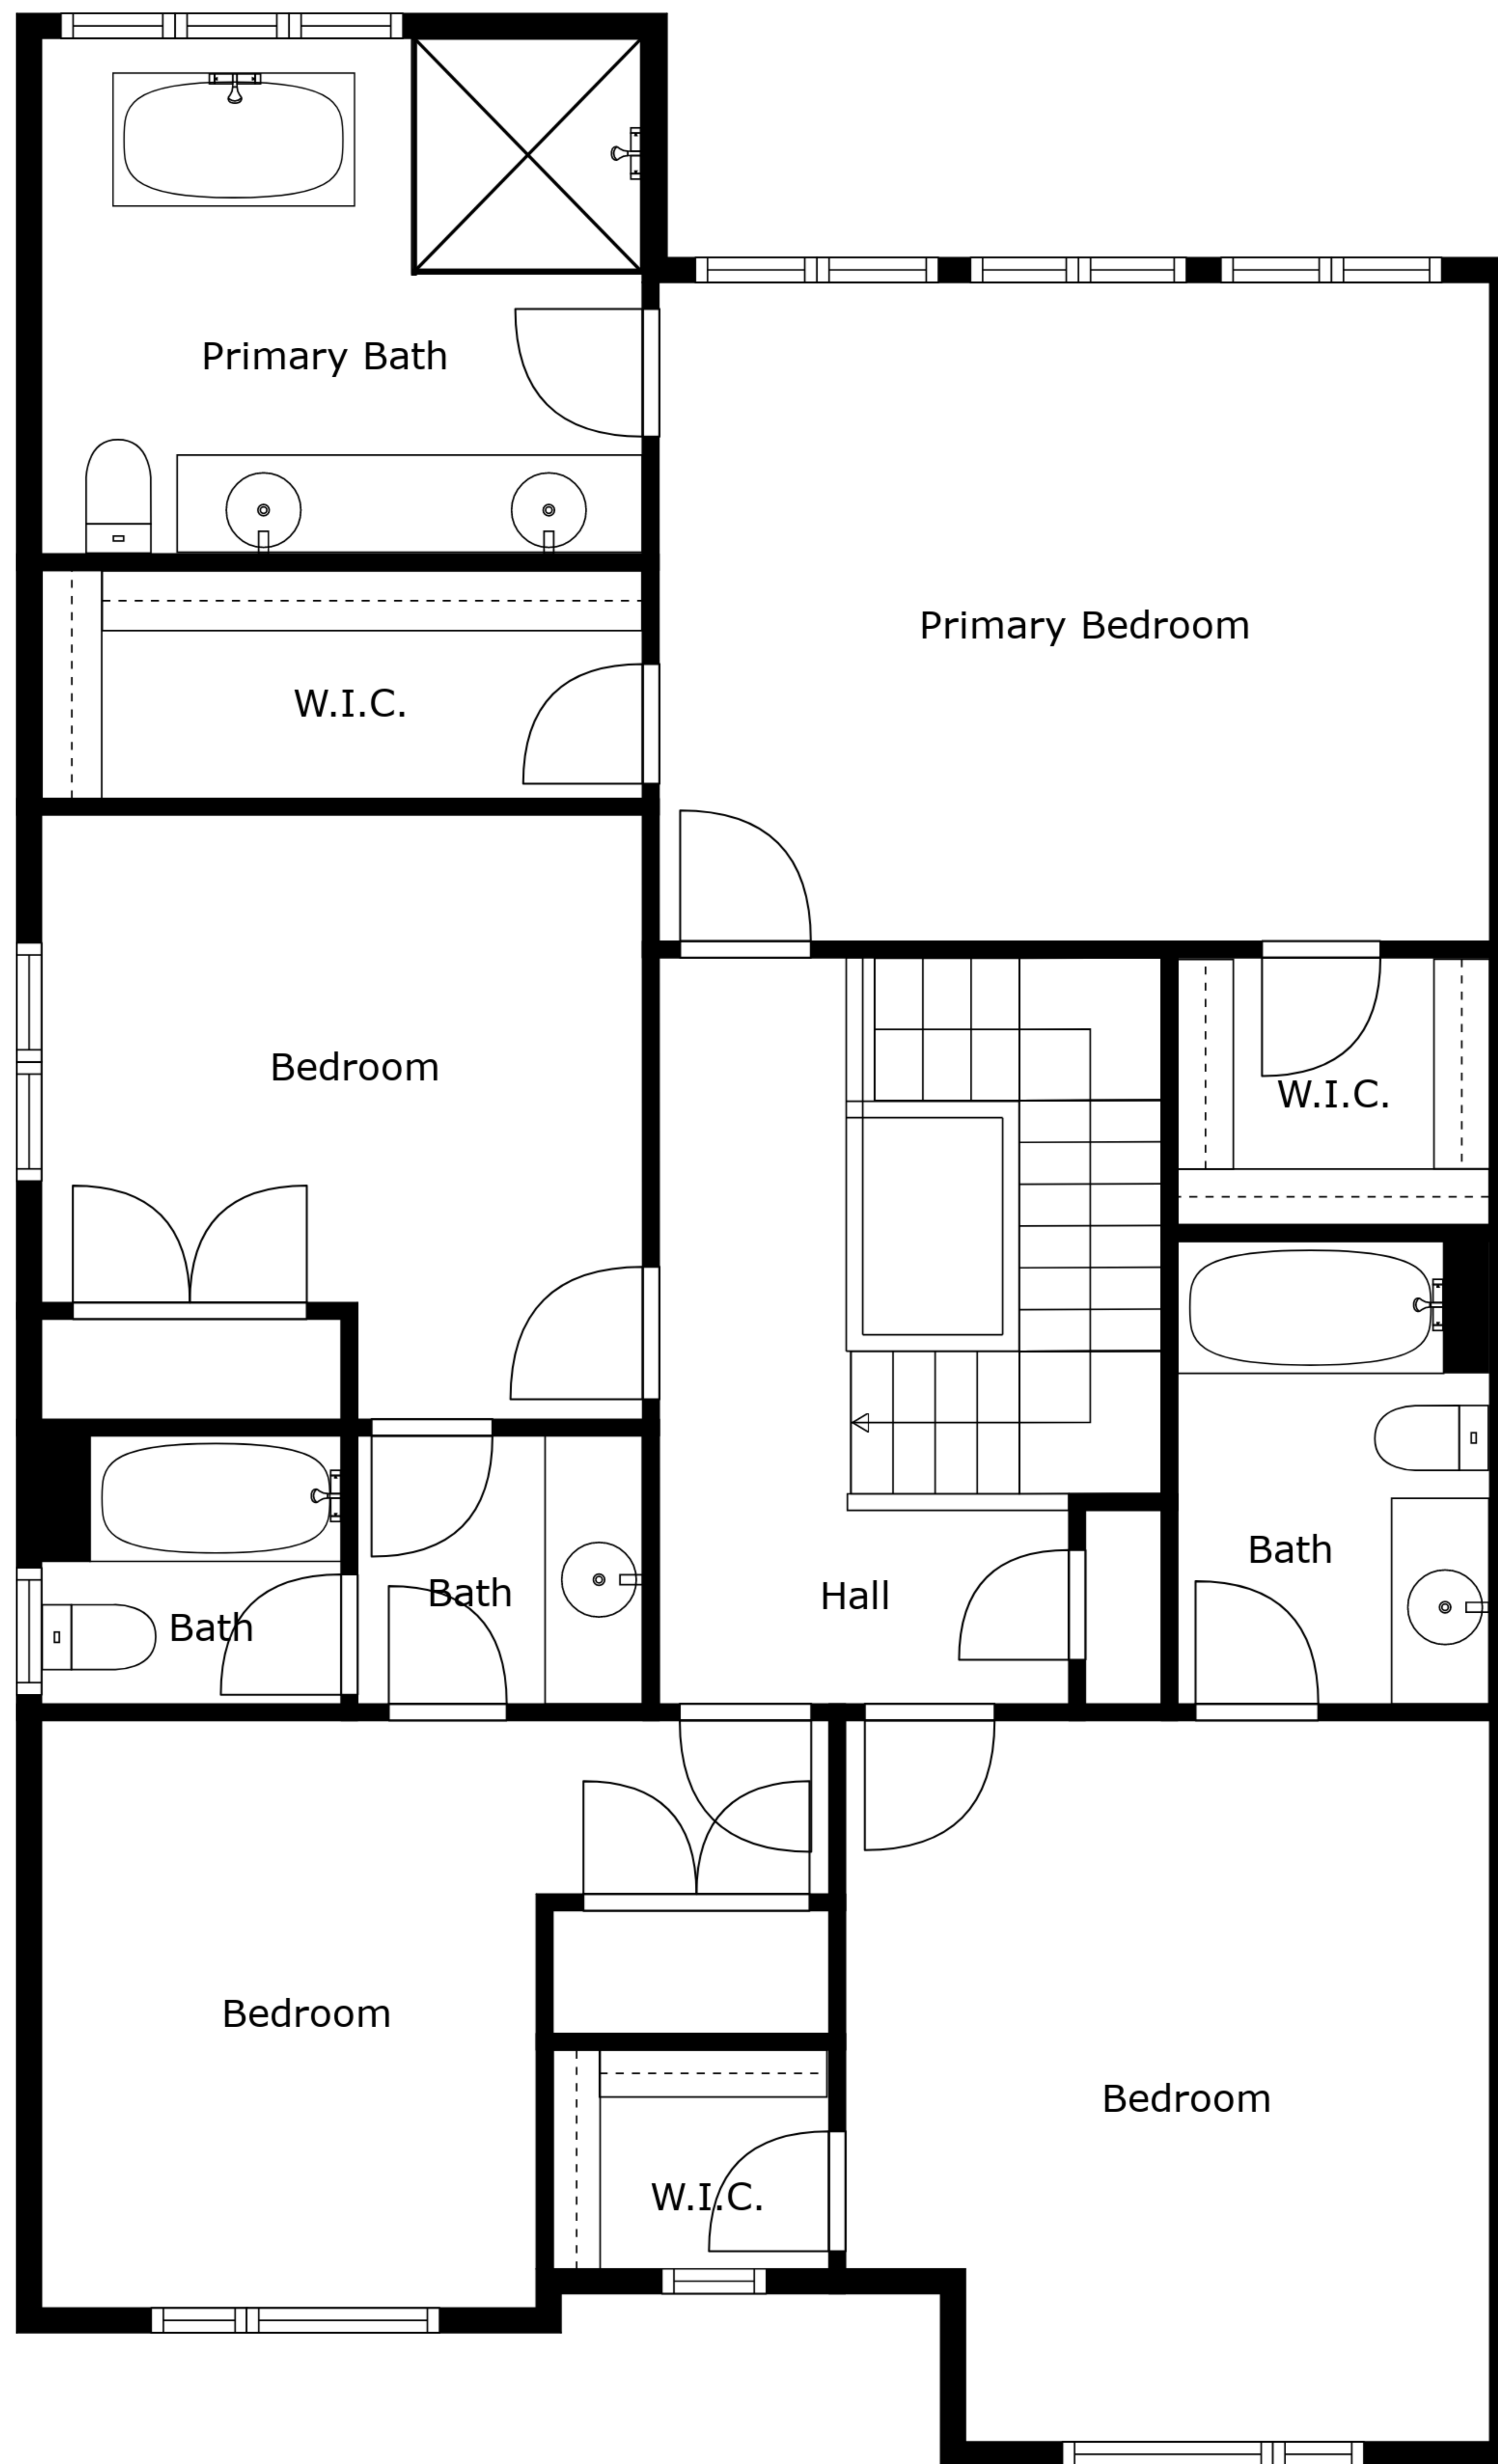 Primary Bath
Primary Bedroom
W.I.C.
Bedroom
W.I.C.
Bath
Bath
Bath
Hall
Bedroom
Bedroom
W.I.C.